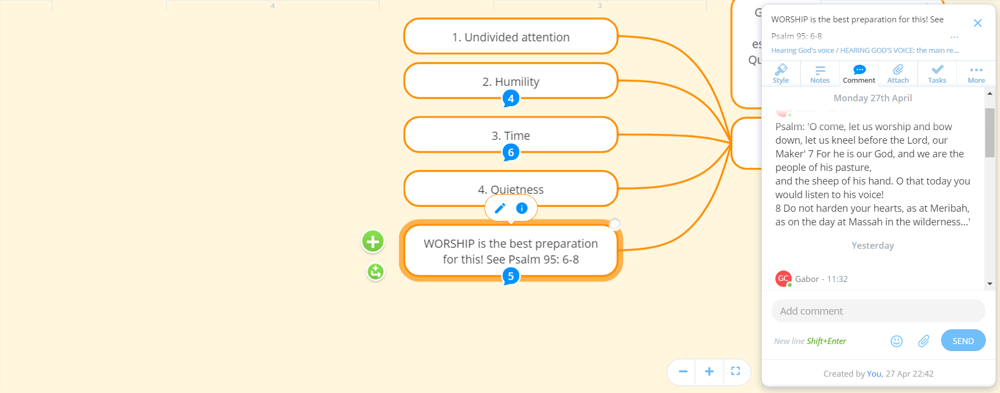 4
3
1. Undivided attention
2. Humility
4
3. Time
6
4. Quietness
WORSHIP is the best preparation
for this! See Psalm 95: 6-8
5
G
es
Qu
WORSHIP is the best preparation for this! See
Psalm 95: 6-8
...
Hearing God's voice / HEARING GOD'S VOICE: the main re...
Style
Notes
Comment
Attach
Tasks
More
Monday 27th April
Psalm: 'O come, let us worship and bow
down, let us kneel before the Lord, our
Maker' 7 For he is our God, and we are the
people of his pasture,
and the sheep of his hand. O that today you
would listen to his voice!
8 Do not harden your hearts, as at Meribah,
as on the day at Massah in the wilderness...'
Yesterday
GC Gabor - 11:32
Add comment
New line Shift+Enter
SEND
Created by You, 27 Apr 22:42